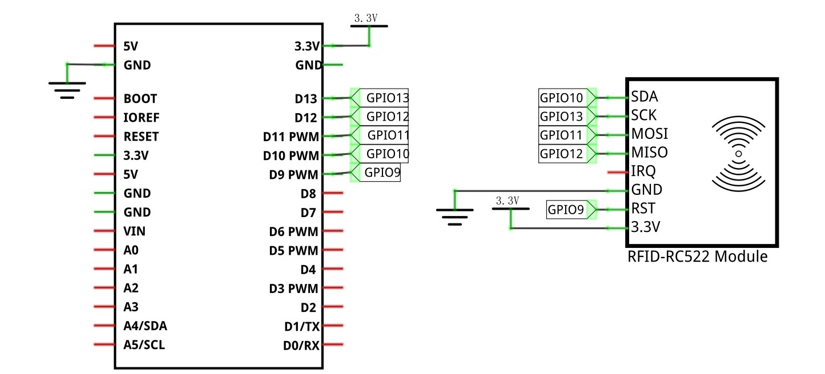 3.3V
5V
3.3V
GND
GND
BOOT
D13
GPIO13
IOREF
D12
GPIO12
RESET
D11 PWM
GPIO11
3.3V
D10 PWM
GPIO10
5V
D9 PWM
GPIO9
GND
D8
GND
D7
VIN
D6 PWM
A0
D5 PWM
A1
D4
A2
D3 PWM
A3
D2
A4/SDA
D1/TX
A5/SCL
D0/RX
GPIO10
SDA
GPIO13
SCK
GPIO11
MOSI
GPIO12
MISO
IRQ
GND
3.3V
GPIO9
RST
3.3V
RFID-RC522 Module